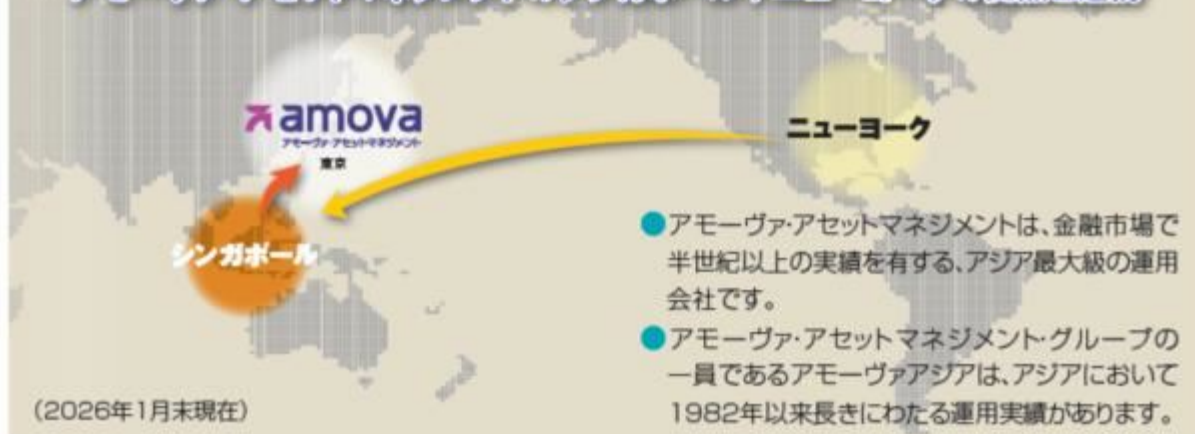 amova
アモーヴァ・アセットマネジメント
東京
ニューヨーク
シンガポール
●アモーヴァ・アセットマネジメントは、金融市場で
半世紀以上の実績を有する、アジア最大級の運用
会社です。
●アモーヴァ・アセットマネジメント・グループの
一員であるアモーヴァアジアは、アジアにおいて
1982年以来長きにわたる運用実績があります。
(2026年1月末現在)